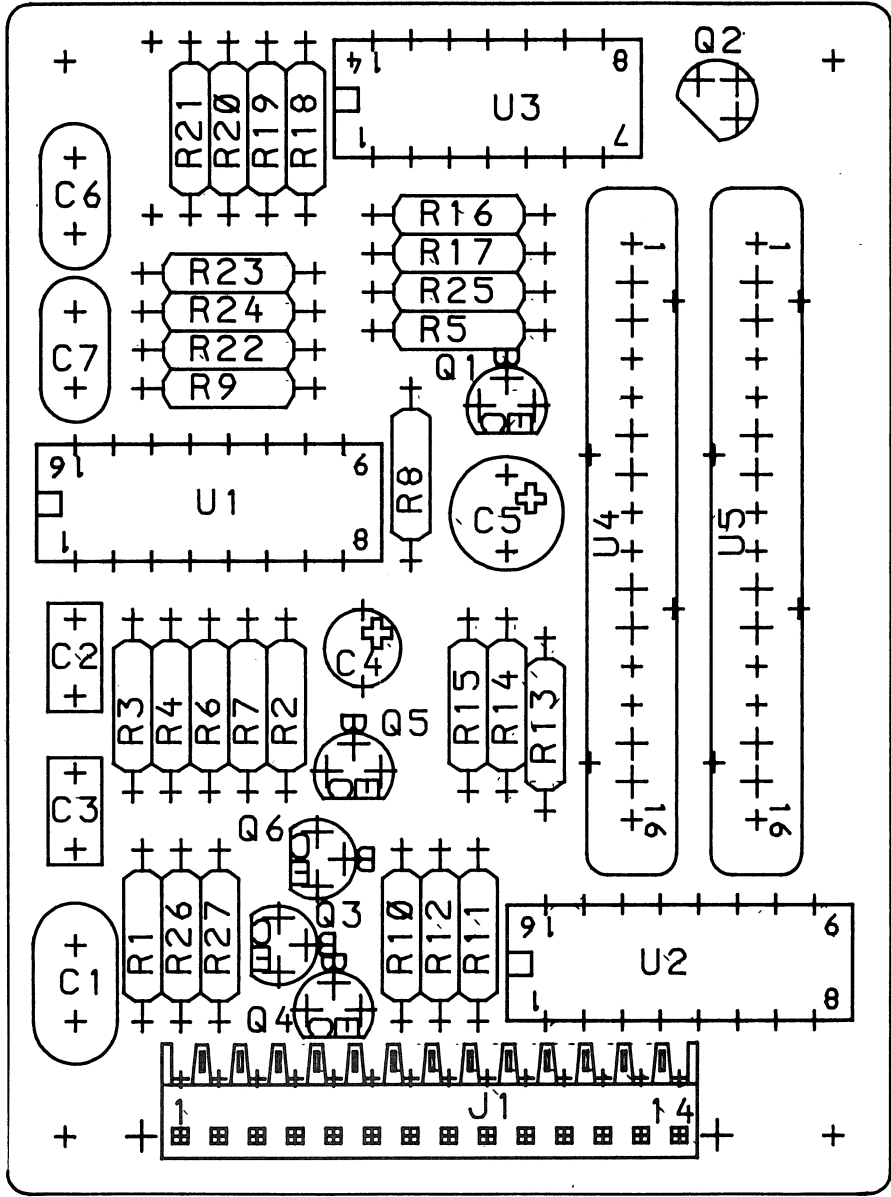 Q2
14
8
U3
1
7
R21
R20
R19
R18
C6
R16
R17
R25
R5
R23
R24
R22
R9
C7
Q1
B
C
E
1
1
16
9
U1
1
8
R8
C5
U4
U5
C2
C4
R3
R4
R6
R7
R2
R15
R14
R13
Q5
B
C
E
C3
Q6
C
E
B
16
16
R1
R26
R27
Q3
C
E
B
R10
R12
R11
16
9
U2
1
8
C1
B
Q4
C
E
J1
1
14